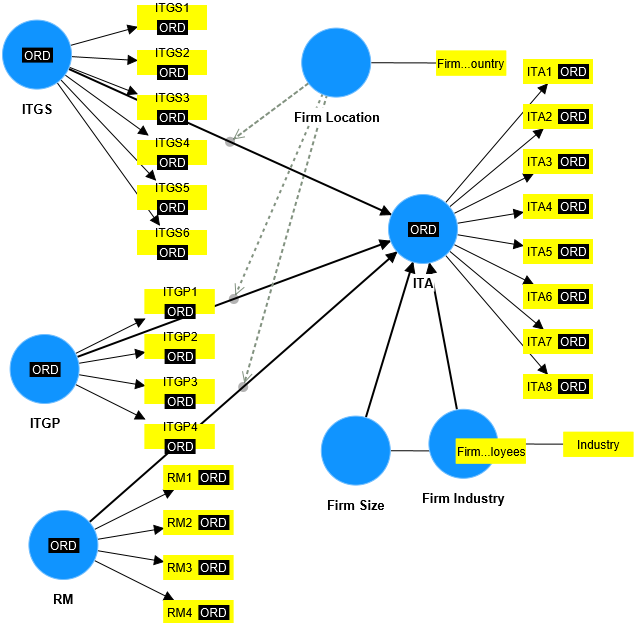 ITGS1
ORD
ITGS2
ORD
ITGS3
ORD
ITGS4
ORD
ITGS5
ORD
ITGS6
ORD
ORD
ITGS
Firm Location
Firm...ountry
ITA1 ORD
ITA2 ORD
ITA3 ORD
ITA4 ORD
ITA5 ORD
ITA6 ORD
ITA7 ORD
ITA8 ORD
ORD
ITA
ITGP1
ORD
ITGP2
ORD
ITGP3
ORD
ITGP4
ORD
ORD
ITGP
Firm...loyees
Industry
Firm Size
Firm Industry
RM1 ORD
RM2 ORD
RM3 ORD
RM4 ORD
ORD
RM